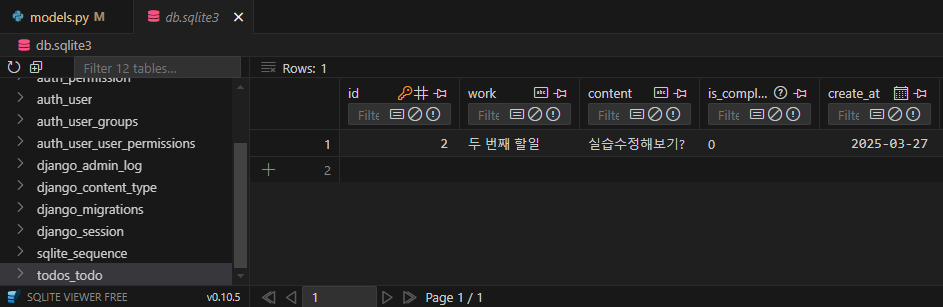 models.py M
db.sqlite3
db.sqlite3
Filter 12 tables...
Rows: 1
auth_permission
auth_user
auth_user_groups
auth_user_user_permissions
django_admin_log
django_content_type
django_migrations
django_session
sqlite_sequence
todos_todo
id work content is_compl... create_at
Filte Filte Filte Filte Filte
1 2 두 번째 할일 실습수정해보기? 0 2025-03-27
2
SQLITE VIEWER FREE v0.10.5
1 Page 1 / 1